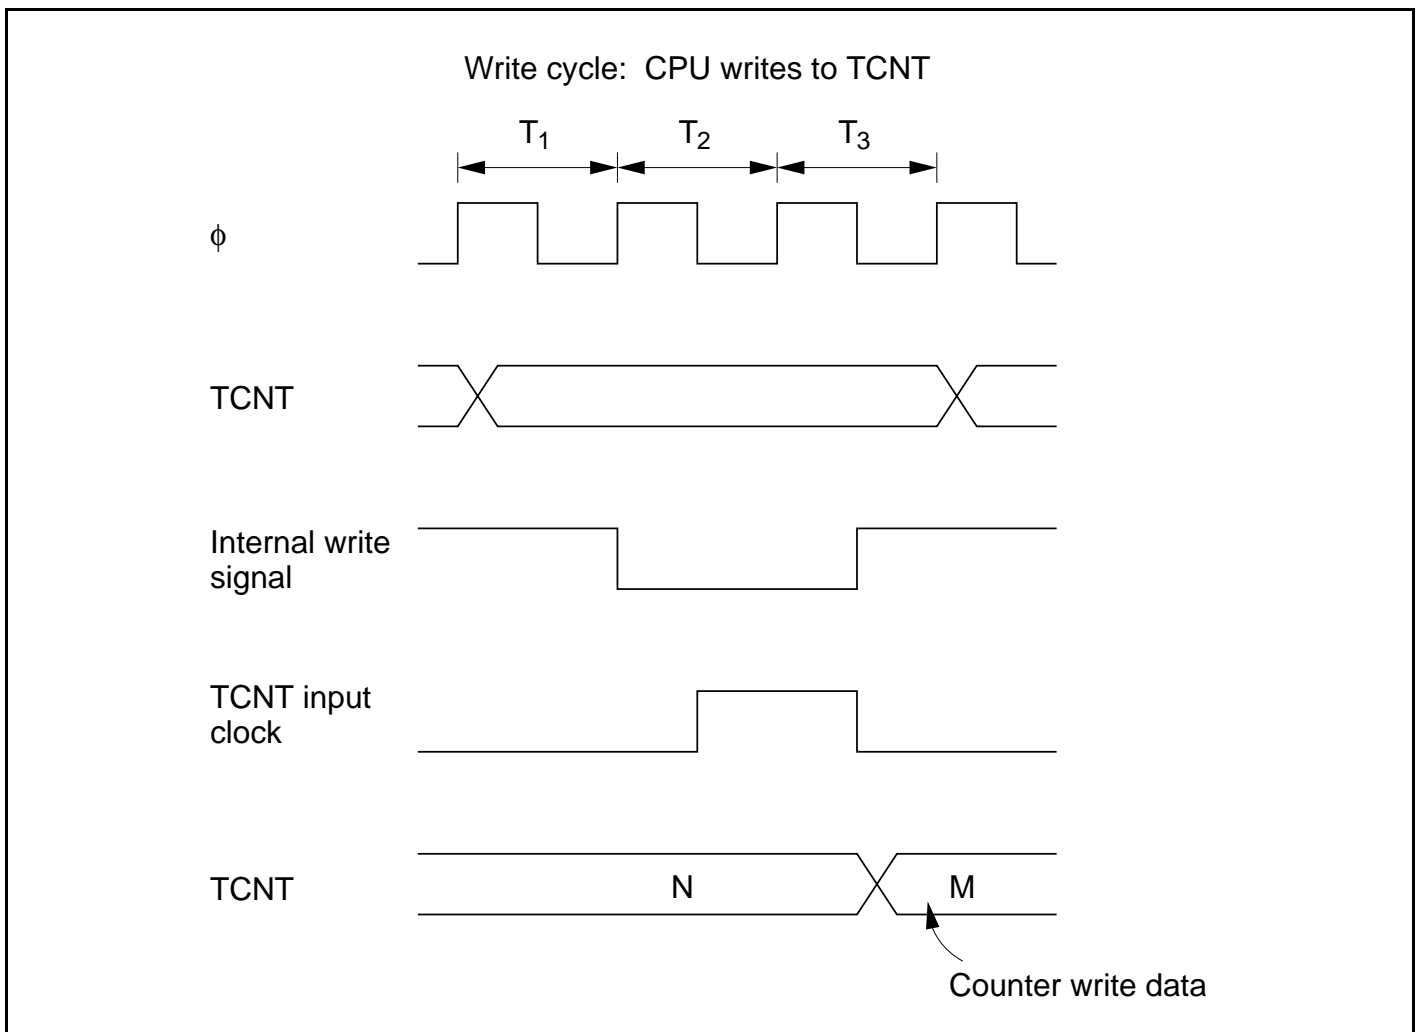 Write cycle: CPU writes to TCNT
T1 T2 T3
ϕ
TCNT
Internal write
signal
TCNT input
clock
TCNT N M
Counter write data